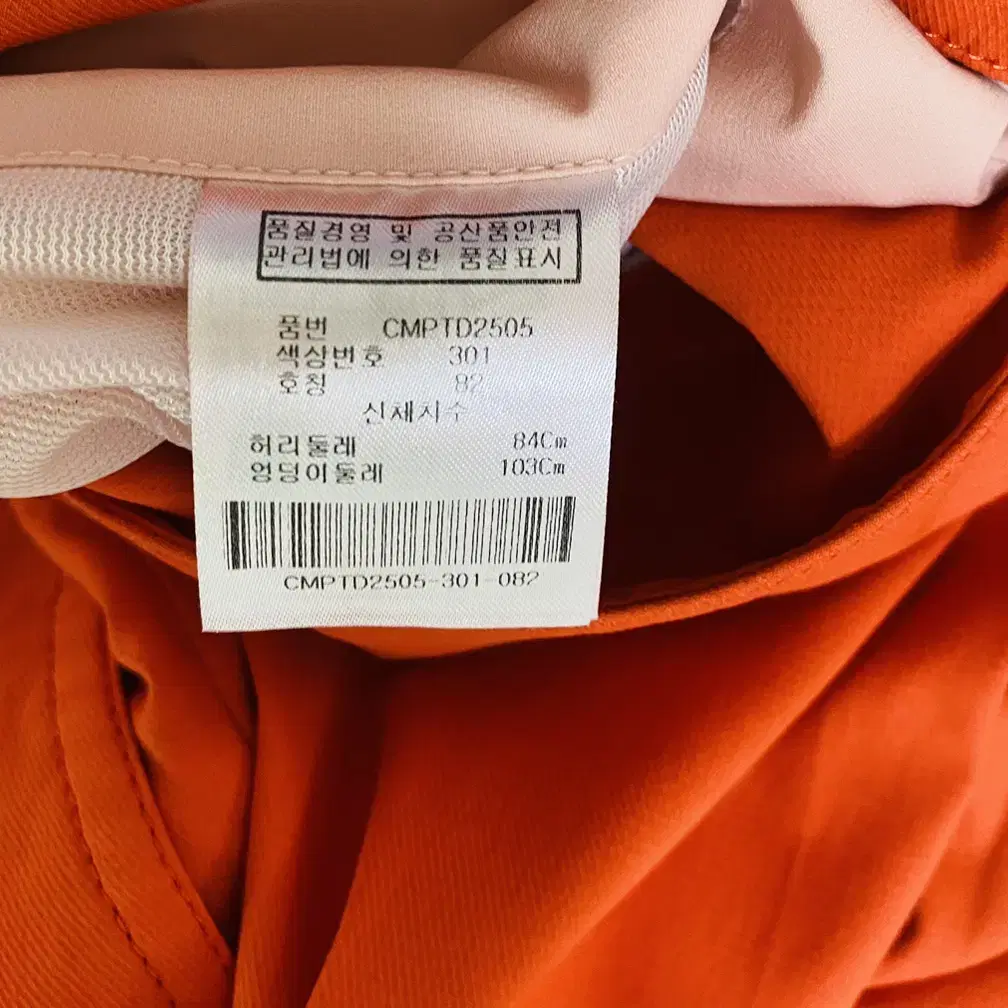 품질경영 및 공산품안전
관리법에 의한 품질표시
품번 CMPTD2505
색상번호 301
호칭 82
신체치수
허리둘레 84Cm
엉덩이둘레 103Cm
CMPTD2505-301-082